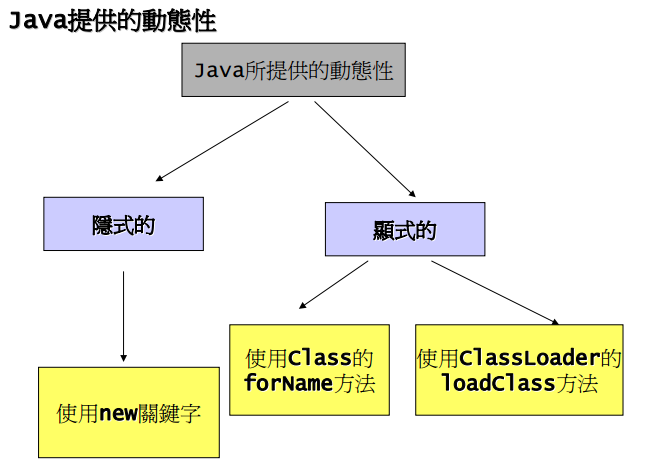 Java提供的動態性
Java所提供的動態性
隱式的
顯式的
使用Class的
forName方法
使用ClassLoader的
loadClass方法
使用new關鍵字